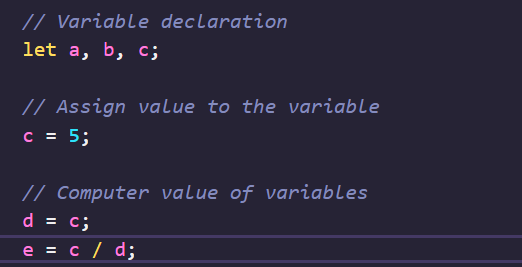 // Variable declaration
let a, b, c;
// Assign value to the variable
c = 5;
// Computer value of variables
d = c;
e = c / d;